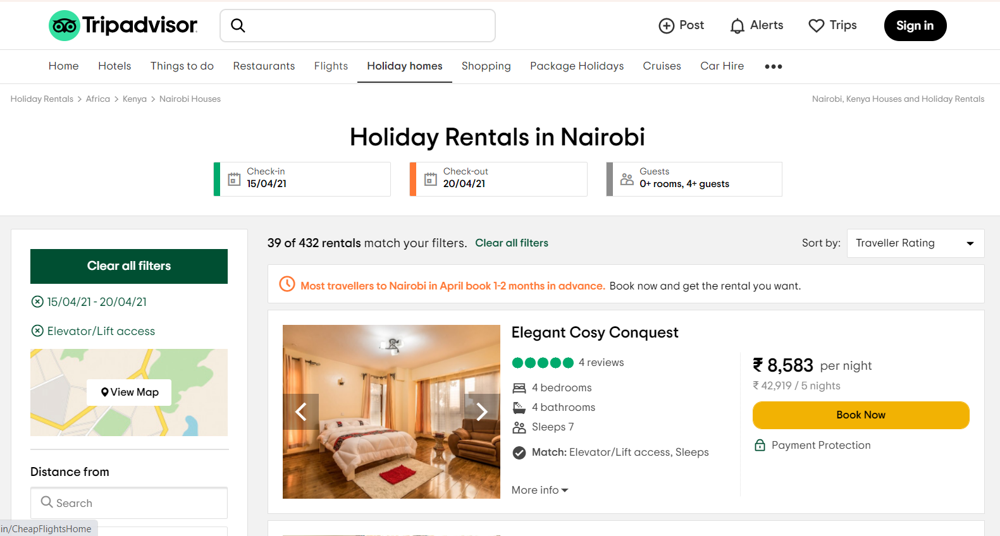 Tripadvisor
Post
Alerts
Trips
Sign in
Home
Hotels
Things to do
Restaurants
Flights
Holiday homes
Shopping
Package Holidays
Cruises
Car Hire
Holiday Rentals > Africa > Kenya > Nairobi Houses
Nairobi, Kenya Houses and Holiday Rentals
Holiday Rentals in Nairobi
Check-in
15/04/21
Check-out
20/04/21
Guests
0+ rooms, 4+ guests
Clear all filters
15/04/21 - 20/04/21
Elevator/Lift access
View Map
Distance from
Search
in/CheapFlightsHome
39 of 432 rentals match your filters. Clear all filters
Sort by: Traveller Rating
Most travellers to Nairobi in April book 1-2 months in advance. Book now and get the rental you want.
Elegant Cosy Conquest
4 reviews
4 bedrooms
4 bathrooms
Sleeps 7
Match: Elevator/Lift access, Sleeps
More info
₹ 8,583 per night
₹ 42,919 / 5 nights
Book Now
Payment Protection